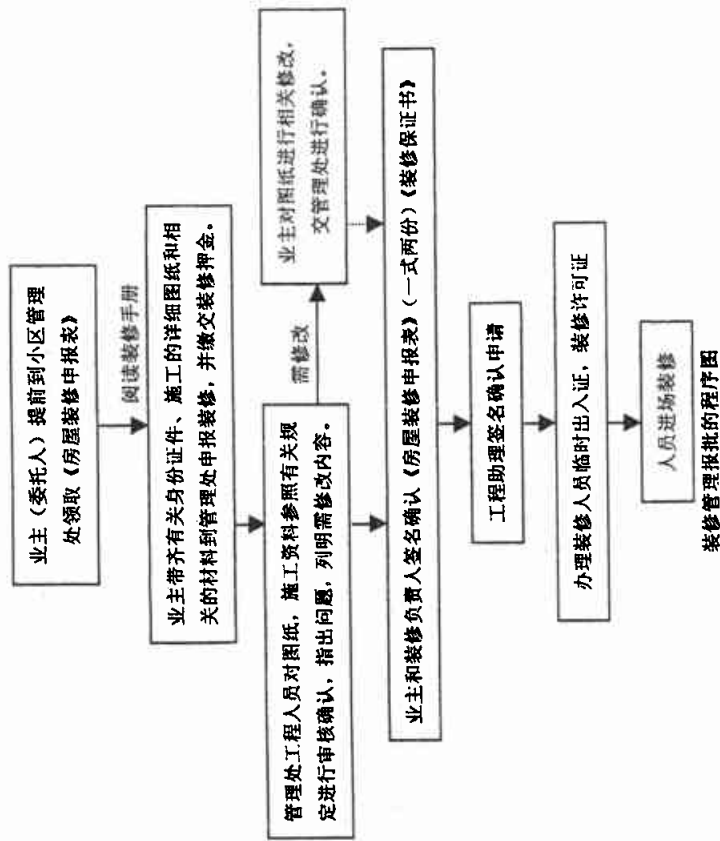 业主（委托人）提前到小区管理
处领取《房屋装修申报表》
阅读装修手册
业主带齐有关身份证件、施工的详细图纸和相
关的材料到管理处申报装修，并缴交装修押金。
管理处工程人员对图纸，施工资料参照有关规
定进行审核确认，指出问题，列明需修改内容。
需修改
业主对图纸进行相关修改，
交管理处进行确认。
业主和装修负责人签名确认《房屋装修申报表》（一式两份）《装修保证书》
工程助理签名确认申请
办理装修人员临时出入证，装修许可证
人员进场装修
装修管理报批的程序图